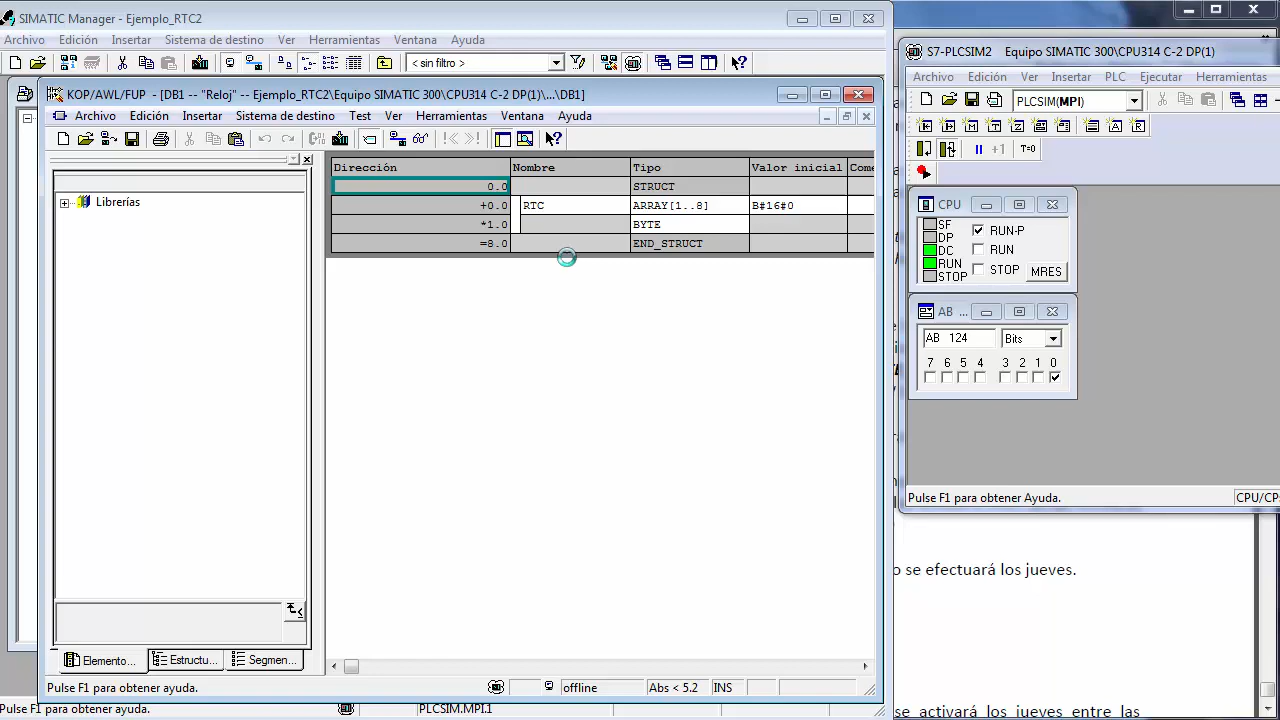 SIMATIC Manager - Ejemplo_RTC2
Archivo Edición Insertar Sistema de destino Ver Herramientas Ventana Ayuda
< sin filtro >
KOP/AWL/FUP - [DB1 -- "Reloj" -- Ejemplo_RTC2\Equipo SIMATIC 300\CPU314 C-2 DP(1)\...\DB1]
Archivo Edición Insertar Sistema de destino Test Ver Herramientas Ventana Ayuda
Librerías
Dirección Nombre Tipo Valor inicial Come
0.0 STRUCT
+0.0 RTC ARRAY[1..8] B#16#0
*1.0 BYTE
=8.0 END_STRUCT
Elemento... Estructu... Segmen...
Pulse F1 para obtener ayuda.
offline Abs < 5.2 INS
Pulse F1 para obtener ayuda.
PLCSIM.MPI.1
S7-PLCSIM2 Equipo SIMATIC 300\CPU314 C-2 DP(1)
Archivo Edición Ver Insertar PLC Ejecutar Herramientas
PLCSIM(MPI)
+1 T=0
CPU
SF
DP
DC
RUN
STOP
RUN-P
RUN
STOP
MRES
AB ...
AB 124 Bits
7 6 5 4 3 2 1 0
Pulse F1 para obtener Ayuda.
CPU/CP
o se efectuará los jueves.
se activará los jueves entre las